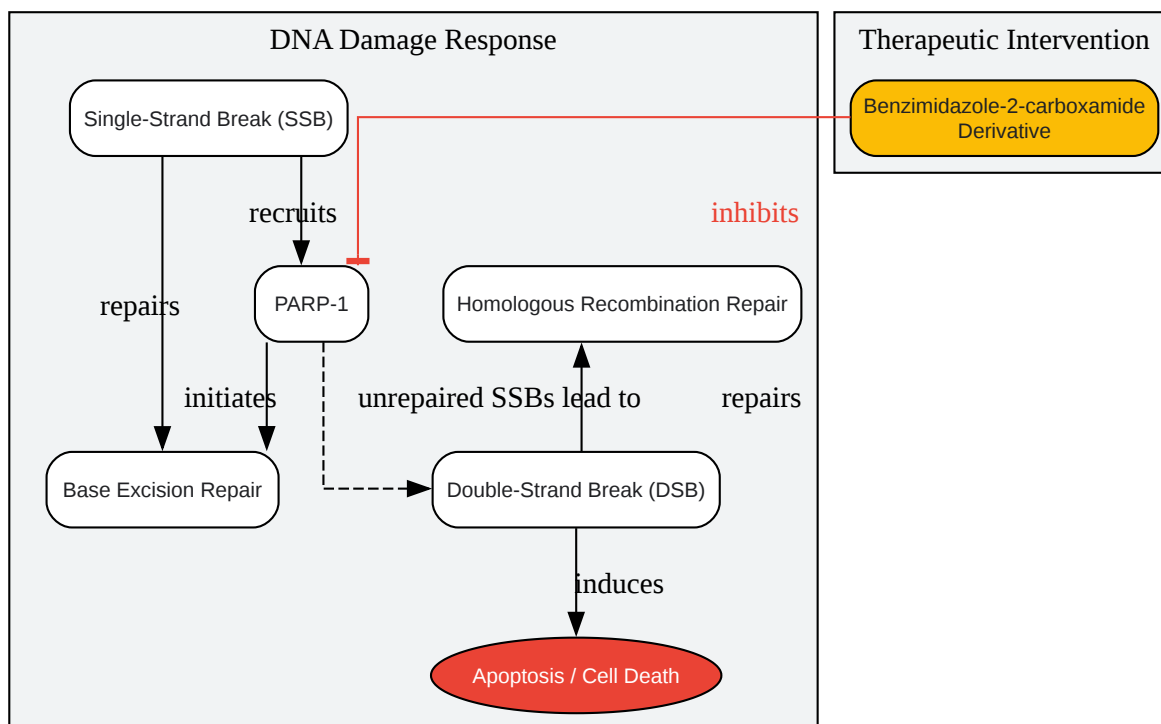 DNA Damage Response
Therapeutic Intervention
Single-Strand Break (SSB)
Benzimidazole-2-carboxamide
Derivative
recruits
inhibits
repairs
PARP-1
Homologous Recombination Repair
initiates
unrepaired SSBs lead to
repairs
Base Excision Repair
Double-Strand Break (DSB)
induces
Apoptosis / Cell Death